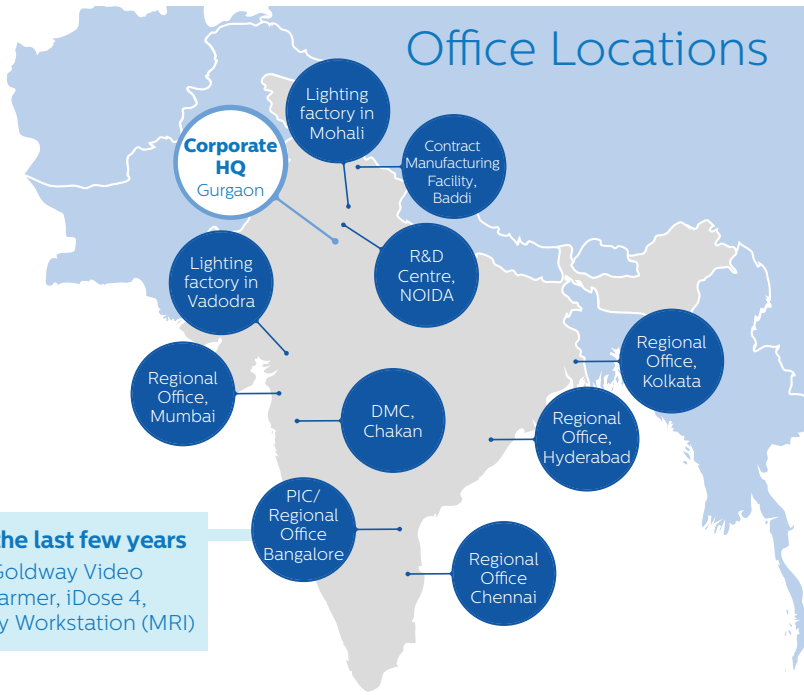 Office Locations
Lighting
factory in
Mohali
Corporate
HQ
Gurgaon
Contract
Manufacturing
Facility,
Baddi
R&D
Centre,
NOIDA
Lighting
factory in
Vadodra
Regional
Office,
Mumbai
DMC,
Chakan
Regional
Office,
Kolkata
Regional
Office,
Hyderabad
PIC/
Regional
Office
Bangalore
Regional
Office
Chennai
the last few years
Goldway Video
armer, iDose 4,
y Workstation (MRI)